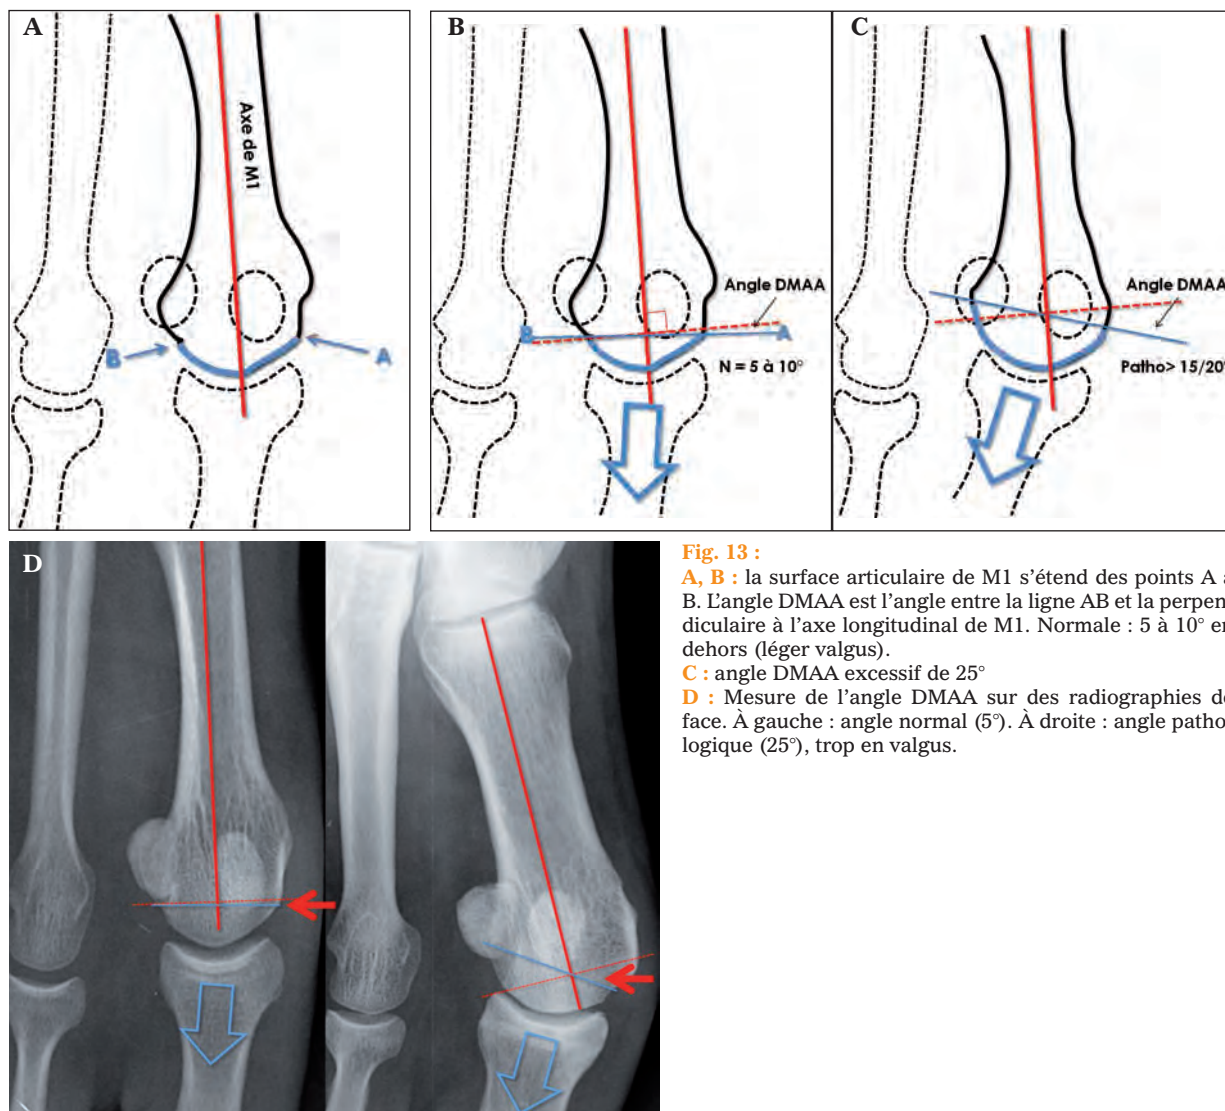 A
Axe de M1
B
A
B
B
A
Angle DMAA
N = 5 à 10°
C
Angle DMAA
Patho> 15/20°
D
Fig. 13 :
A, B : la surface articulaire de M1 s’étend des points A à
B. L’angle DMAA est l’angle entre la ligne AB et la perpen
diculaire à l’axe longitudinal de M1. Normale : 5 à 10° en
dehors (léger valgus).
C : angle DMAA excessif de 25°
D : Mesure de l’angle DMAA sur des radiographies de
face. À gauche : angle normal (5°). À droite : angle patho
logique (25°), trop en valgus.